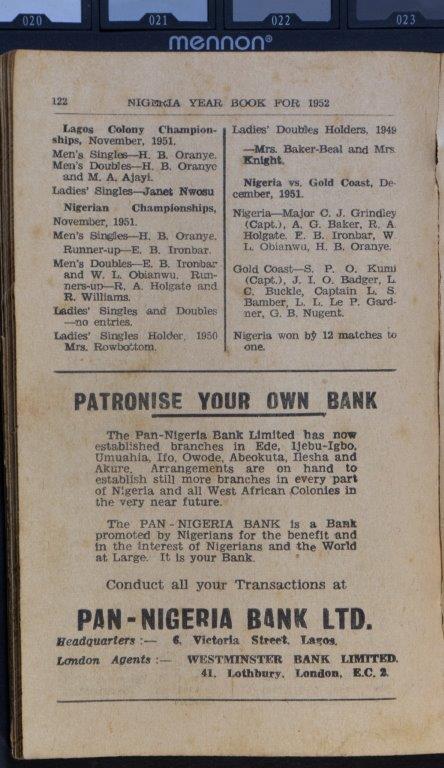 020 021 022 023
mennon®
122 NIGERIA YEAR BOOK FOR 1952
Lagos Colony Champion-
ships, November, 1951.
Men's Singles—H. B. Oranye.
Men's Doubles—H. B. Oranye
and M. A. Ajayi.
Ladies' Singles—Janet Nwosu
Nigerian Championships,
November, 1951.
Men's Singles—H. B. Oranye.
Runner-up—E. B. Ironbar.
Men's Doubles—E. B. Ironbar
and W. L. Obianwu. Run-
ners-up—R. A. Holgate and
R. Williams.
Ladies' Singles and Doubles
—no entries.
Ladies' Singles Holder, 1950
Mrs. Rowbottom.
Ladies' Doubles Holders, 1949
—Mrs. Baker-Beal and Mrs.
Knight.
Nigeria vs. Gold Coast, De-
cember, 1951.
Nigeria—Major C. J. Grindley
(Capt.), A. G. Baker, R. A.
Holgate, E. B. Ironbar, W.
L. Obianwu, H. B. Oranye.
Gold Coast—S. P. O. Kumi
(Capt.), J. I. O. Badger, L.
C. Buckle, Captain L. S.
Bamber, L. L. Le P. Gard-
ner, G. B. Nugent.
Nigeria won by 12 matches to
one.
PATRONISE YOUR OWN BANK
The Pan-Nigeria Bank Limited has now
established branches in Ede, Ijebu-Igbo,
Umuahia, Ifo, Owode, Abeokuta, Ilesha and
Akure. Arrangements are on hand to
establish still more branches in every part
of Nigeria and all West African Colonies in
the very near future.
The PAN-NIGERIA BANK is a Bank
promoted by Nigerians for the benefit and
in the interest of Nigerians and the World
at Large. It is your Bank.
Conduct all your Transactions at
PAN-NIGERIA BANK LTD.
Headquarters :— 6, Victoria Street, Lagos.
London Agents :— WESTMINSTER BANK LIMITED.
41, Lothbury, London, E.C. 2.